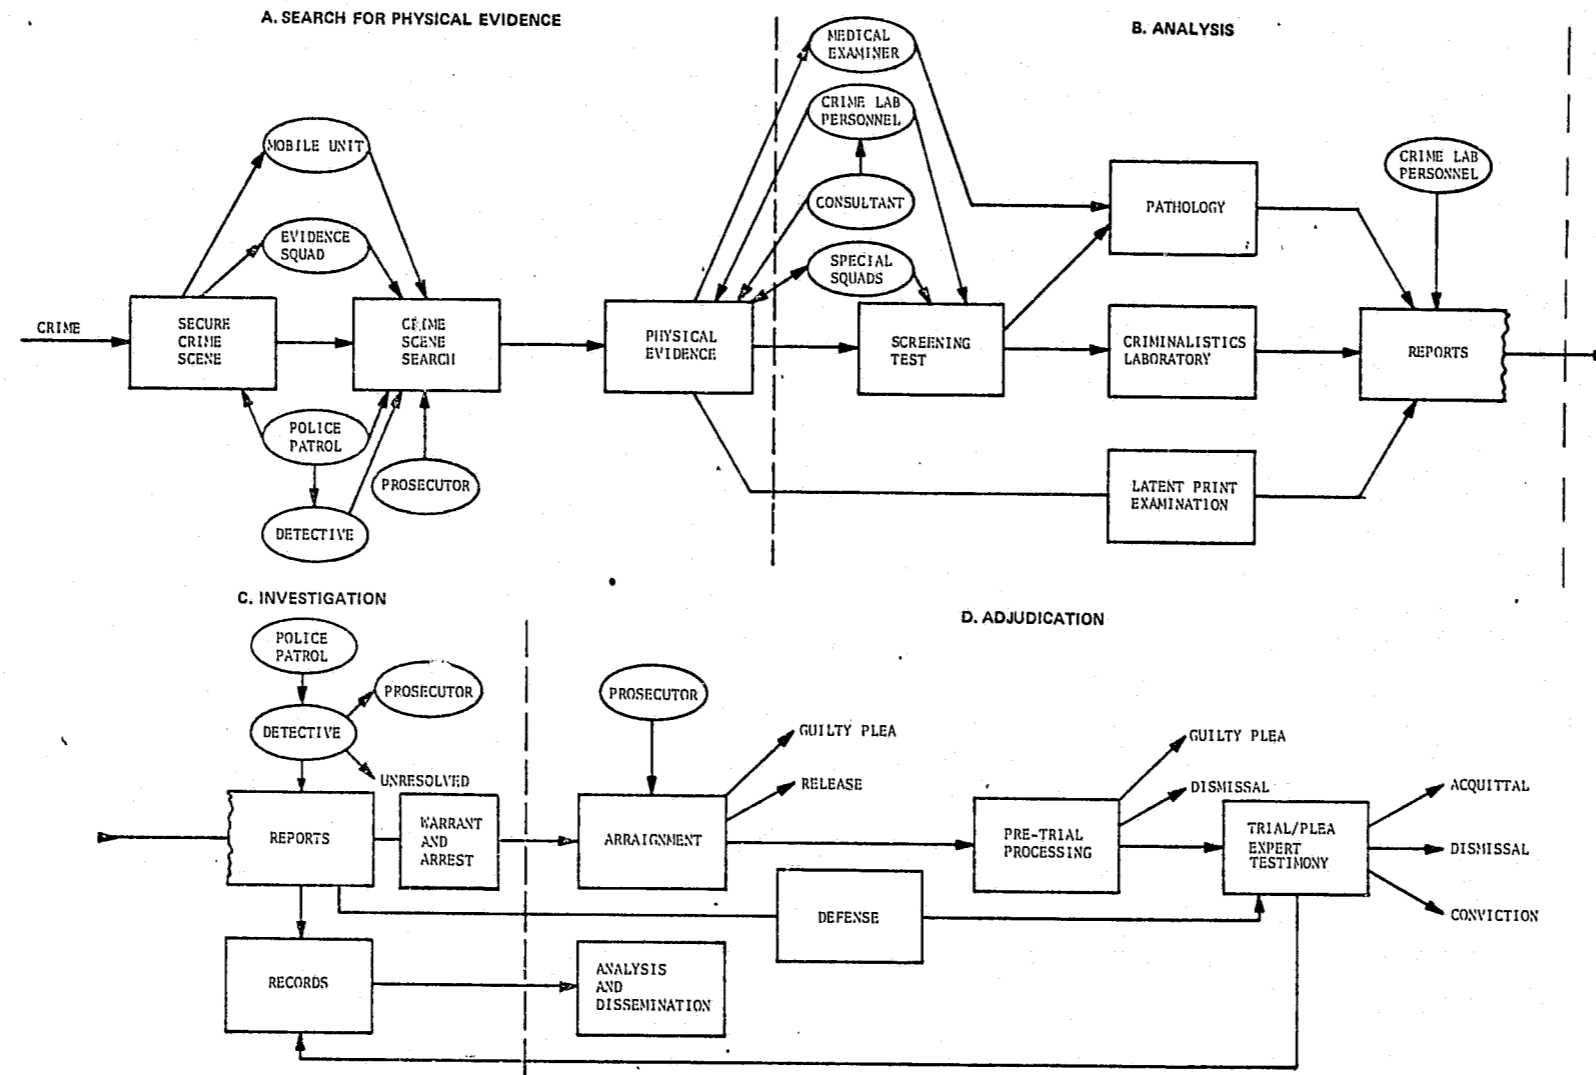 A. SEARCH FOR PHYSICAL EVIDENCE
B. ANALYSIS
MEDICAL
EXAMINER
CRIME LAB
PERSONNEL
CONSULTANT
SPECIAL
SQUADS
MOBILE UNIT
EVIDENCE
SQUAD
CRIME
SECURE
CRIME
SCENE
CRIME
SCENE
SEARCH
POLICE
PATROL
PROSECUTOR
DETECTIVE
PHYSICAL
EVIDENCE
SCREENING
TEST
PATHOLOGY
CRIMINALISTICS
LABORATORY
LATENT PRINT
EXAMINATION
CRIME LAB
PERSONNEL
REPORTS
C. INVESTIGATION
POLICE
PATROL
PROSECUTOR
DETECTIVE
UNRESOLVED
REPORTS
WARRANT
AND
ARREST
RECORDS
D. ADJUDICATION
PROSECUTOR
GUILTY PLEA
RELEASE
ARRAIGNMENT
DEFENSE
ANALYSIS
AND
DISSEMINATION
PRE-TRIAL
PROCESSING
GUILTY PLEA
DISMISSAL
TRIAL/PLEA
EXPERT
TESTIMONY
ACQUITTAL
DISMISSAL
CONVICTION